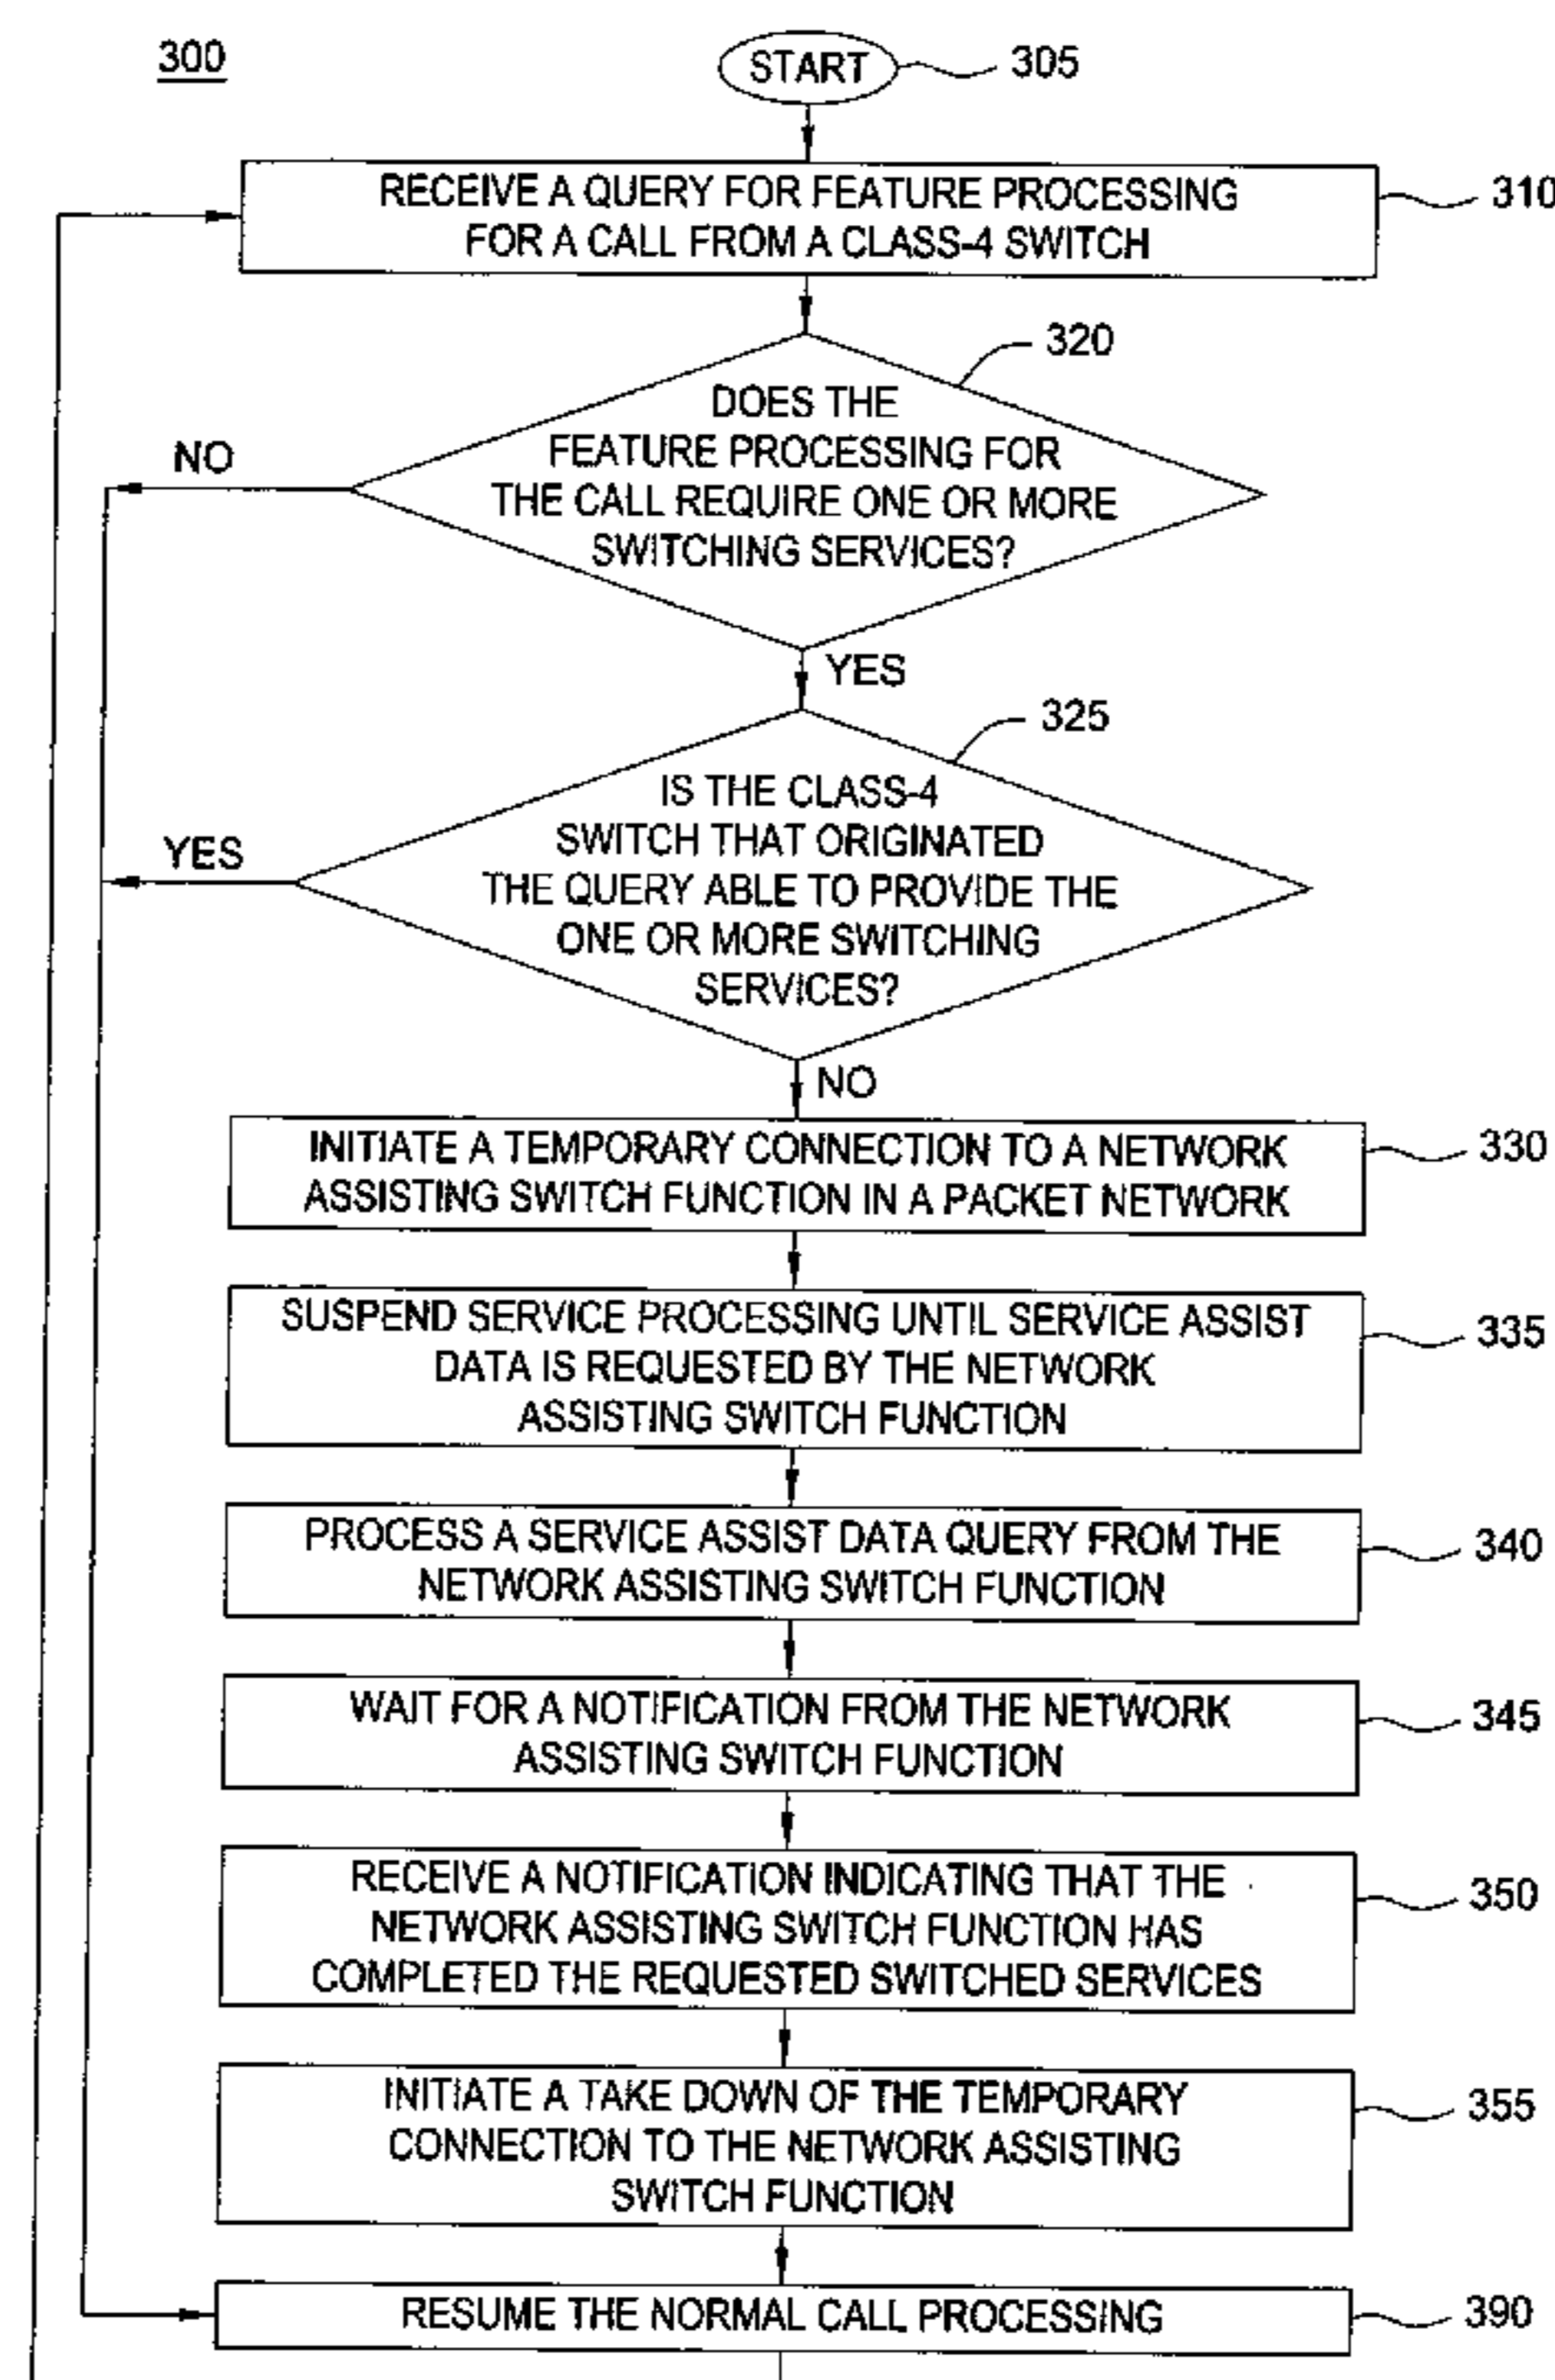 300
START
305
RECEIVE A QUERY FOR FEATURE PROCESSING
FOR A CALL FROM A CLASS-4 SWITCH
310
320
DOES THE
FEATURE PROCESSING FOR
THE CALL REQUIRE ONE OR MORE
SWITCHING SERVICES?
NO
YES
325
IS THE CLASS-4
SWITCH THAT ORIGINATED
THE QUERY ABLE TO PROVIDE THE
ONE OR MORE SWITCHING
SERVICES?
YES
NO
INITIATE A TEMPORARY CONNECTION TO A NETWORK
ASSISTING SWITCH FUNCTION IN A PACKET NETWORK
330
SUSPEND SERVICE PROCESSING UNTIL SERVICE ASSIST
DATA IS REQUESTED BY THE NETWORK
ASSISTING SWITCH FUNCTION
335
PROCESS A SERVICE ASSIST DATA QUERY FROM THE
NETWORK ASSISTING SWITCH FUNCTION
340
WAIT FOR A NOTIFICATION FROM THE NETWORK
ASSISTING SWITCH FUNCTION
345
RECEIVE A NOTIFICATION INDICATING THAT THE
NETWORK ASSISTING SWITCH FUNCTION HAS
COMPLETED THE REQUESTED SWITCHED SERVICES
350
INITIATE A TAKE DOWN OF THE TEMPORARY
CONNECTION TO THE NETWORK ASSISTING
SWITCH FUNCTION
355
RESUME THE NORMAL CALL PROCESSING
390